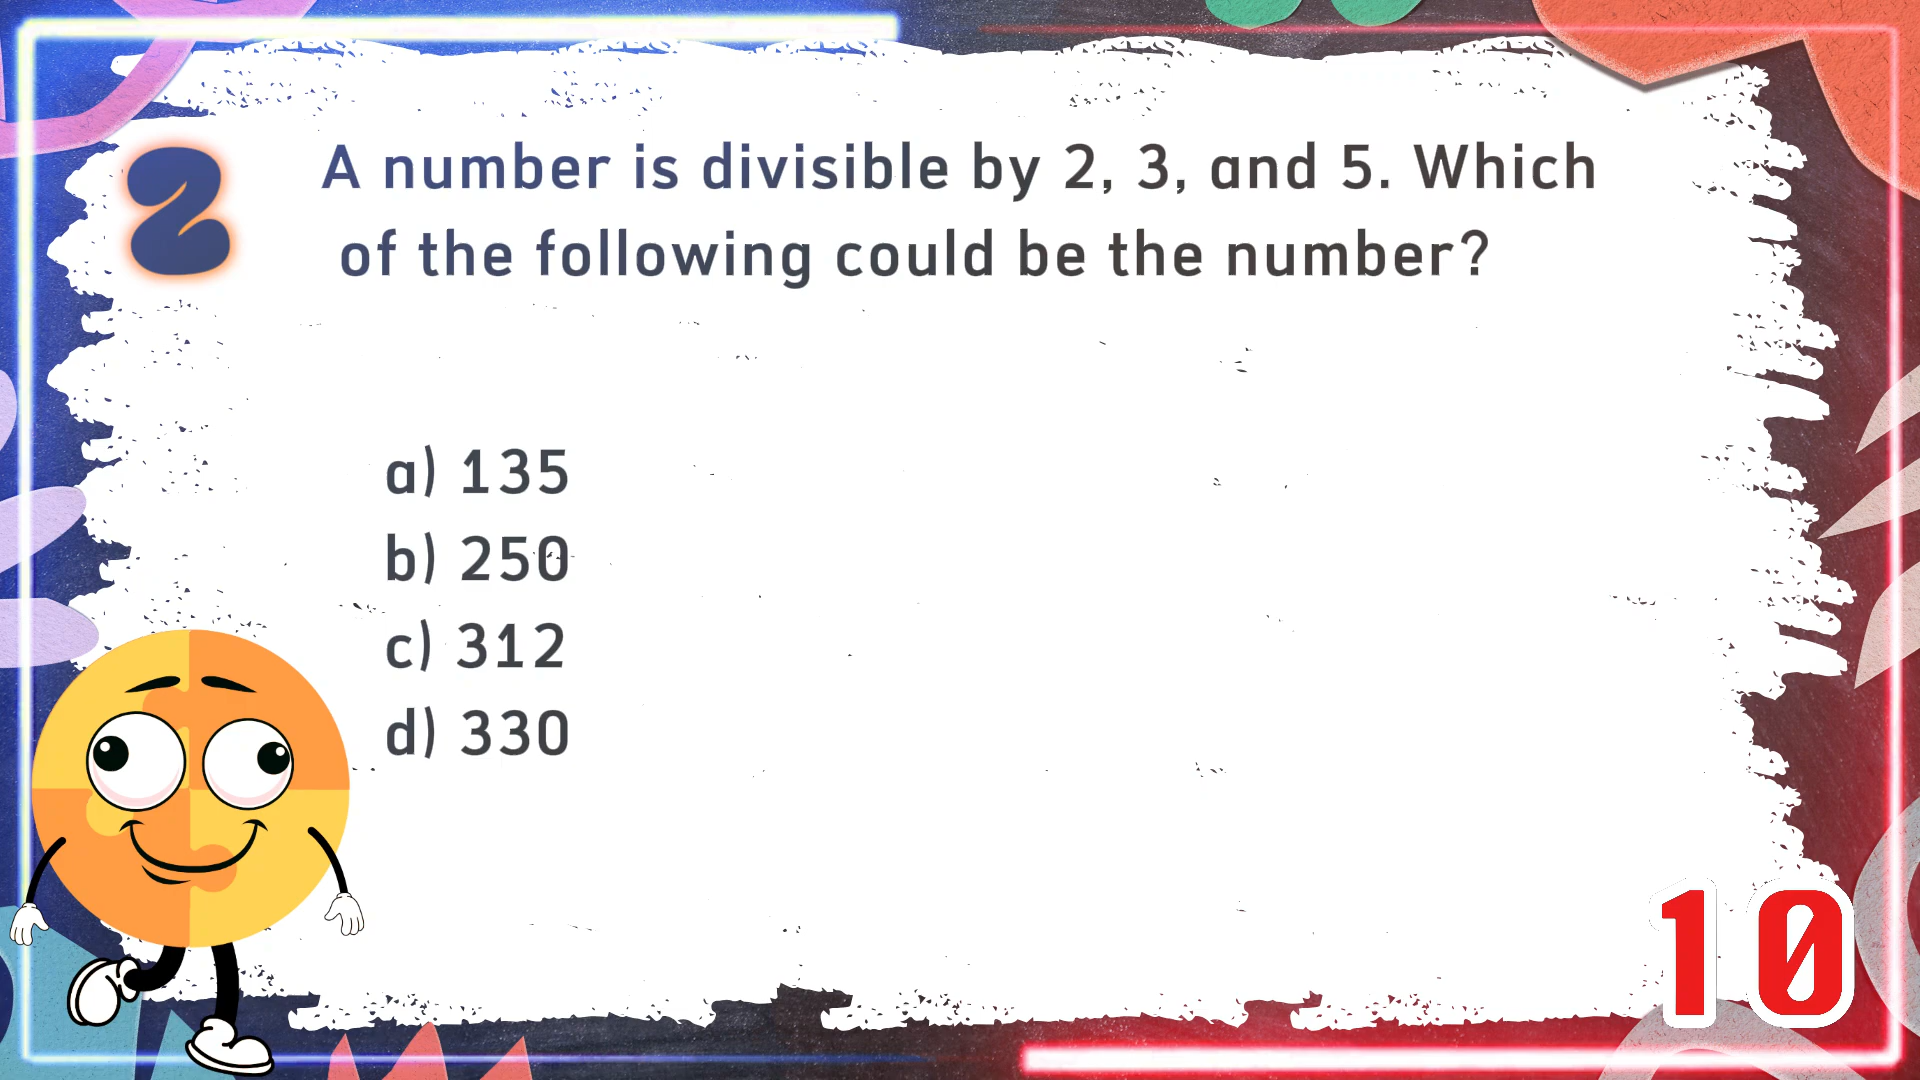 2
A number is divisible by 2, 3, and 5. Which
of the following could be the number?
a) 135
b) 250
c) 312
d) 330
10